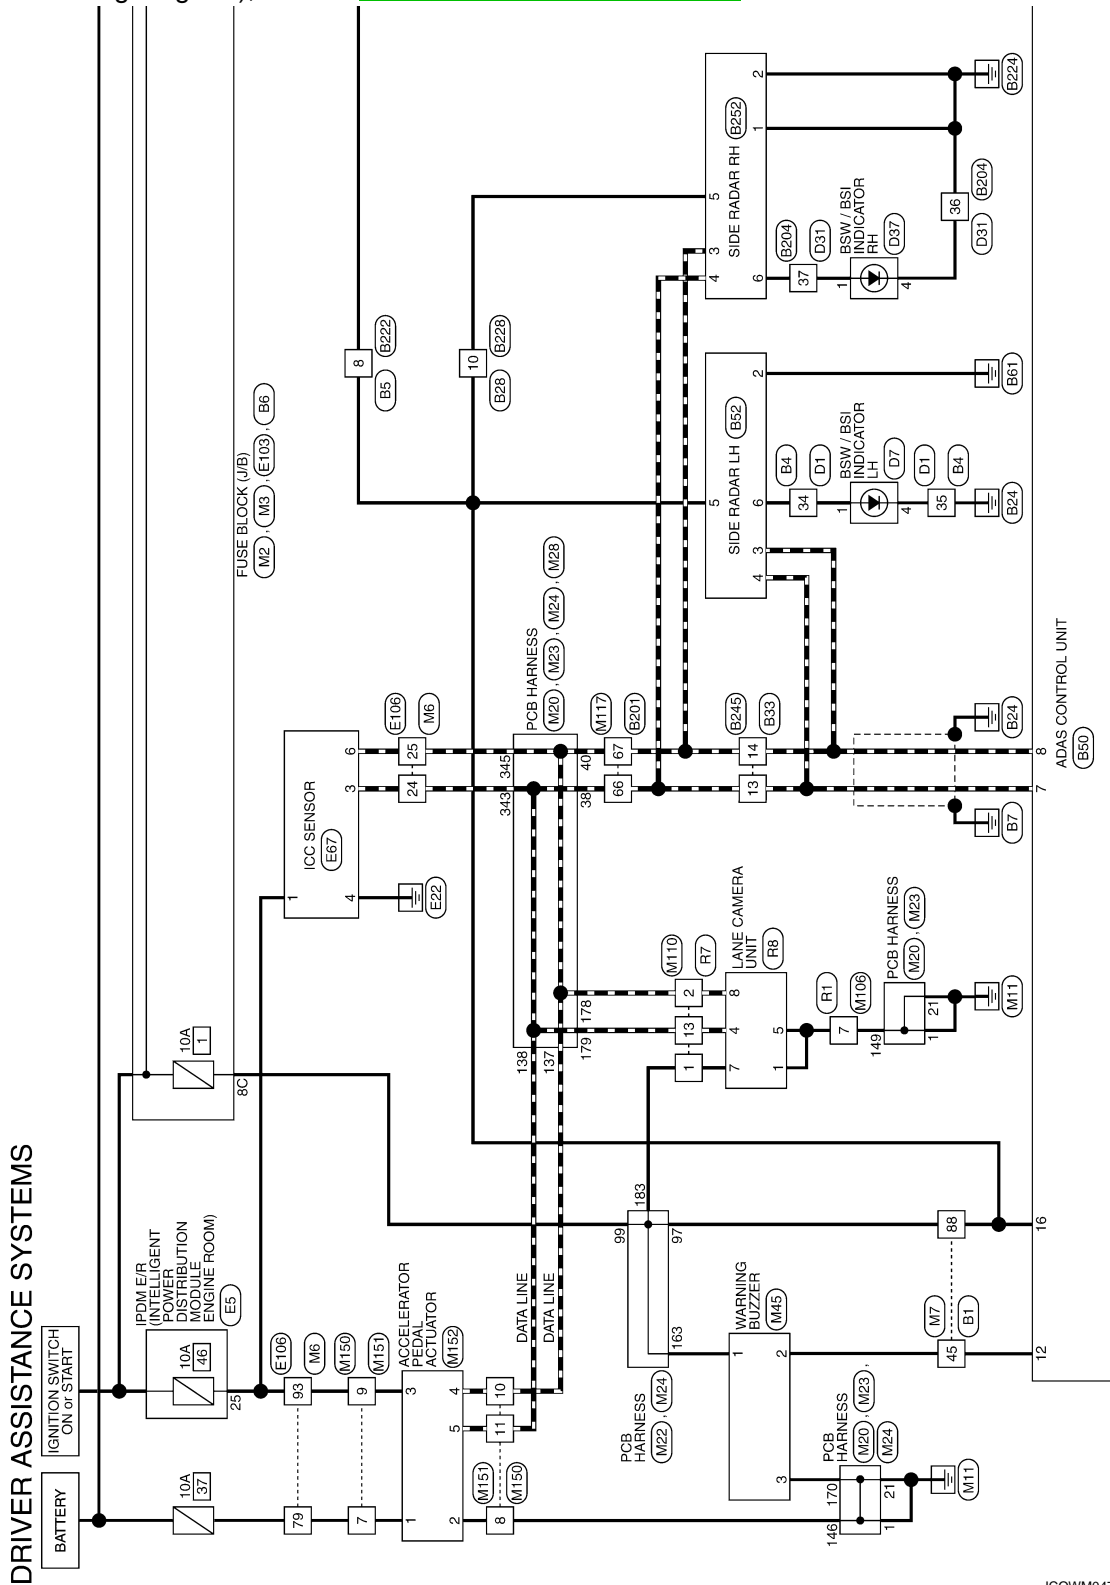 DRIVER ASSISTANCE SYSTEMS
BATTERY
IGNITION SWITCH
ON or START
10A
37
IPDM E/R
(INTELLIGENT
POWER
DISTRIBUTION
MODULE
ENGINE ROOM)
E5
10A
46
25
10A
1
8C
FUSE BLOCK (J/B)
M2 , M3 , E103 , B6
79
93
E106
M6
7
9
M150
M151
ACCELERATOR
PEDAL
ACTUATOR
M152
1
3
2
5
4
8
11
10
M151
M150
DATA LINE
DATA LINE
ICC SENSOR
E67
1
4
3
6
E22
24
25
E106
M6
8
B5
B222
10
B28
B228
PCB HARNESS
M20 , M23 , M24 , M28
343
345
138
137
179
178
38
40
66
67
M117
B201
PCB
HARNESS
M22 , M24
99
183
163
97
1
13
2
M110
R7
LANE CAMERA
UNIT
R8
7
4
8
1
5
7
R1
M106
PCB HARNESS
M20 , M23
149
1
21
M11
13
14
B245
B33
SIDE RADAR LH
B52
5
4
3
6
2
34
B4
D1
BSW / BSI
INDICATOR
LH
D7
1
4
35
D1
B4
B24
B61
SIDE RADAR RH
B252
4
3
5
6
1
2
37
B204
D31
BSW / BSI
INDICATOR
RH
D37
1
4
36
D31
B204
B224
WARNING
BUZZER
M45
1
3
2
PCB
HARNESS
M20 , M23 ,
M24
146
170
1
21
M11
45
88
M7
B1
B7
B24
12
16
7
8
ADAS CONTROL UNIT
B50